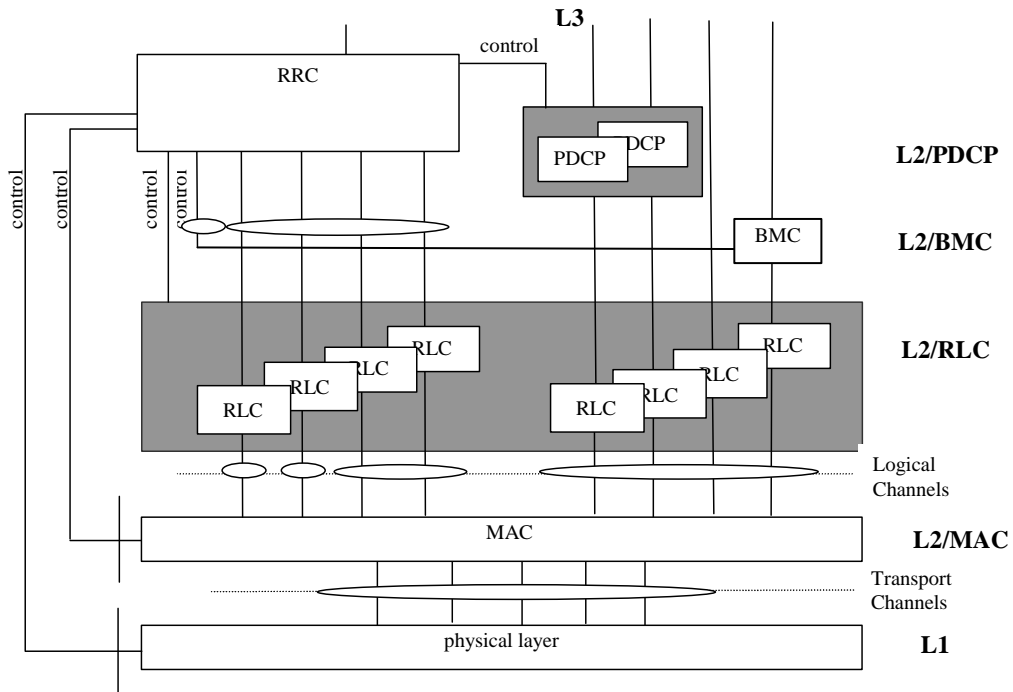 L3
control
RRC
PDCP
DCP
L2/PDCP
control
control
control
control
BMC
L2/BMC
RLC
RLC
RLC
RLC
RLC
RLC
RLC
RLC
L2/RLC
Logical
Channels
MAC
L2/MAC
Transport
Channels
physical layer
L1